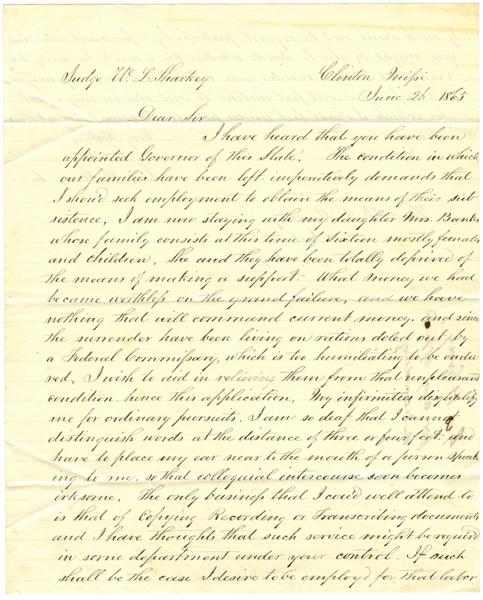 Judge Wm L Sharkey Clinton Mispi
June 26 1865
Dear Sir
I have heard that you have been
appointed Governor of this State. The condition in which
our families have been left imperatively demands that
I should seek employment to obtain the means of their sub-
sistence, I am now staying with my daughter Mrs. Banks
whose family consists at this time of Sixteen mostly females
and children. She and they have been totally deprived of
the means of making a support. What money we had
became worthless on the grand failure, and we have
nothing that will command current money. And since
the surrender have been living on rations doled out by
a Federal Commissary, which is too humiliating to be endu-
red. I wish to aid in relieving them from that unpleasant
condition hence this application. My infirmities disqualify
me for ordinary pursuits. I am so deaf that I cannot
distinguish words at the distance of three or four feet. and
have to place my ear near to the mouth of a person speak-
ing to me, so that colloquial intercourse soon becomes
irksome. The only business that I could well attend to
is that of Copying Recording or Transcribing documents
and I have thought that such service might be required
in some department under your control. If such
shall be the case I desire to be employed for that labor